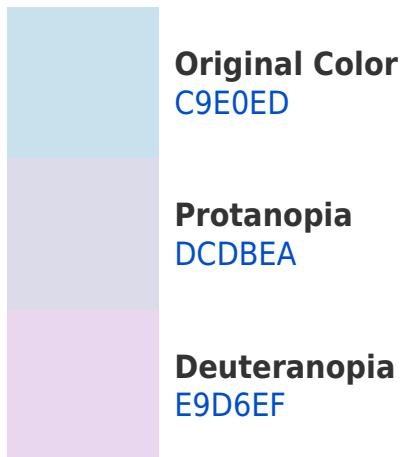 Original Color
C9E0ED
Protanopia
DCDBEA
Deuteranopia
E9D6EF